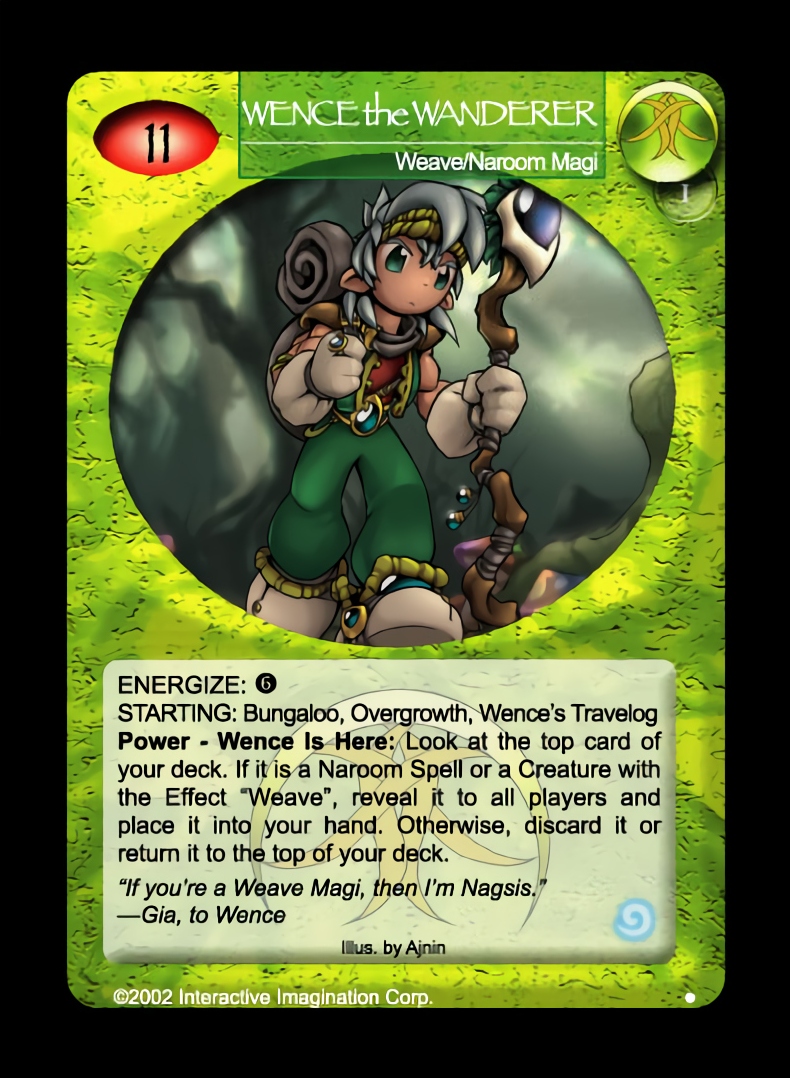 11
WENCE the WANDERER
Weave/Naroom Magi
I
ENERGIZE: ❻
STARTING: Bungaloo, Overgrowth, Wence's Travelog
Power - Wence Is Here: Look at the top card of
your deck. If it is a Naroom Spell or a Creature with
the Effect “Weave”, reveal it to all players and
place it into your hand. Otherwise, discard it or
return it to the top of your deck.
“If you're a Weave Magi, then I'm Nagsis.”
—Gia, to Wence
Illus. by Ajnin
©2002 Interactive Imagination Corp.